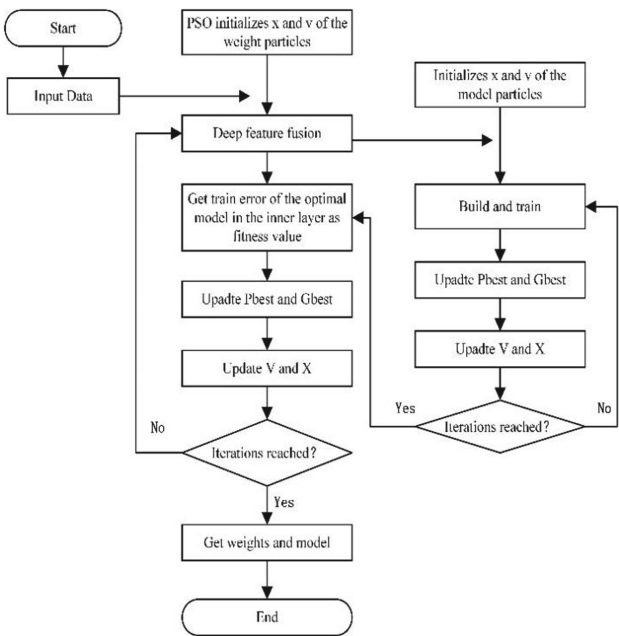 Start
Input Data
PSO initializes x and v of the
weight particles
Deep feature fusion
Get train error of the optimal
model in the inner layer as
fitness value
Upadte Pbest and Gbest
Update V and X
No
Iterations reached?
Yes
Get weights and model
End
Initializes x and v of the
model particles
Build and train
Upadte Pbest and Gbest
Upadte V and X
Yes
Iterations reached?
No